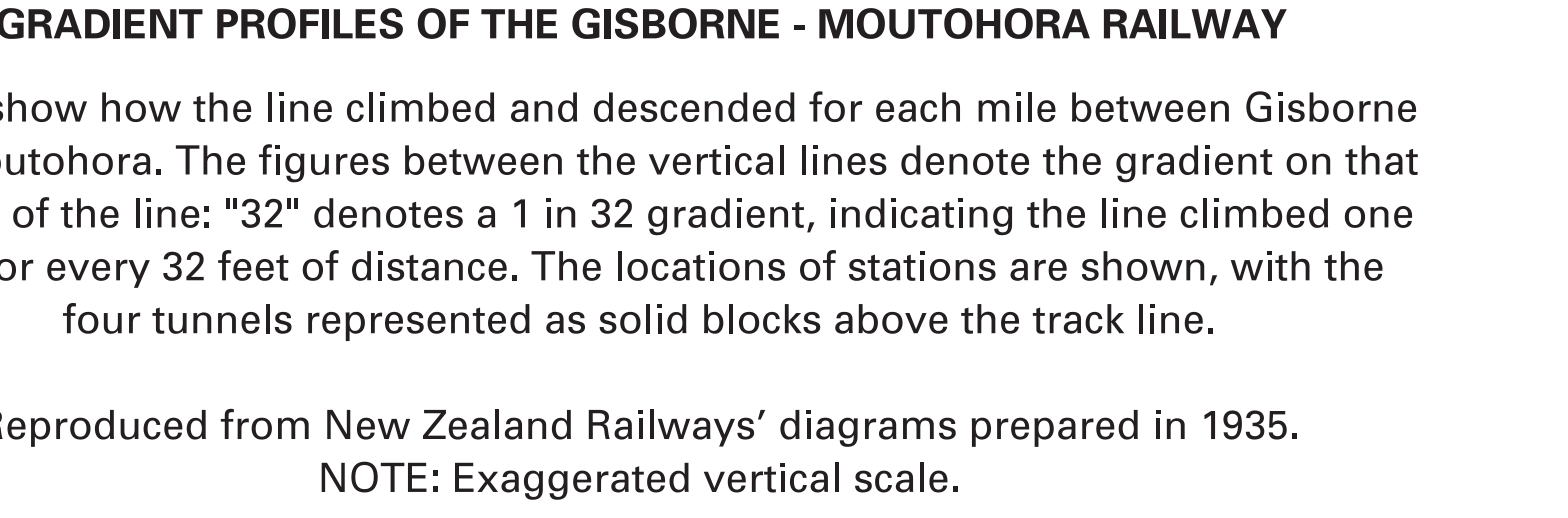 GRADIENT PROFILES OF THE GISBORNE - MOUTOHORA RAILWAY
show how the line climbed and descended for each mile between Gisborne
outohora. The figures between the vertical lines denote the gradient on that
of the line: "32" denotes a 1 in 32 gradient, indicating the line climbed one
or every 32 feet of distance. The locations of stations are shown, with the
four tunnels represented as solid blocks above the track line.
Reproduced from New Zealand Railways’ diagrams prepared in 1935.
NOTE: Exaggerated vertical scale.